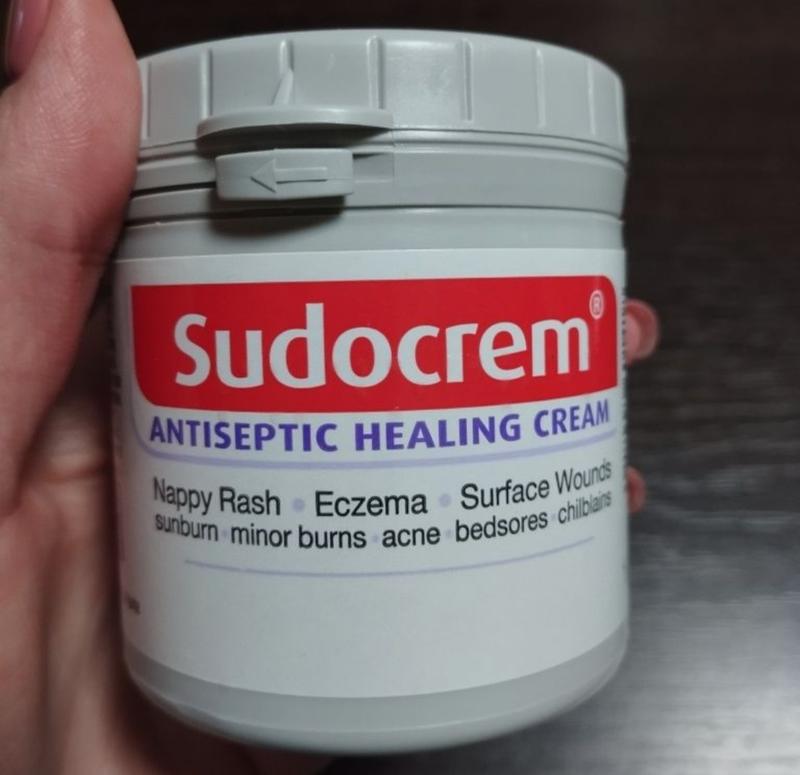 Sudocrem®
ANTISEPTIC HEALING CREAM
Nappy Rash • Eczema • Surface Wounds
sunburn • minor burns • acne • bedsores • chilblains